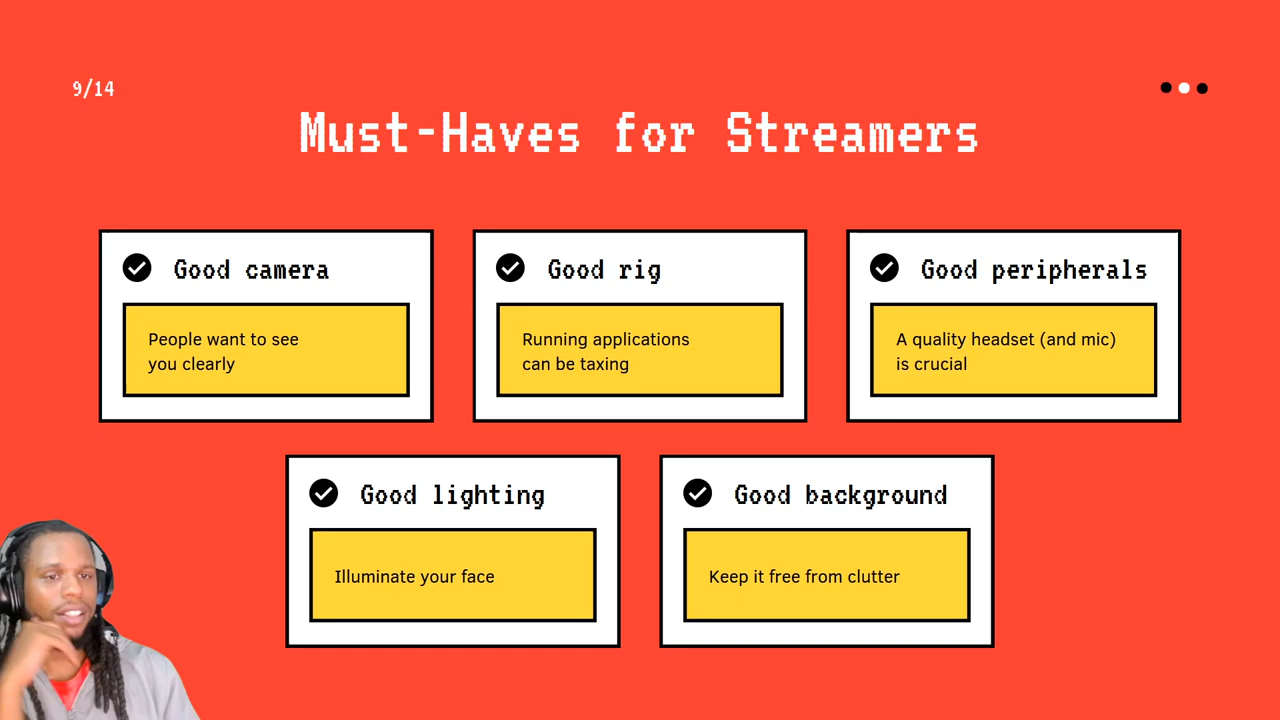 9/14
Must-Haves for Streamers
Good camera
People want to see
you clearly
Good rig
Running applications
can be taxing
Good peripherals
A quality headset (and mic)
is crucial
Good lighting
Illuminate your face
Good background
Keep it free from clutter